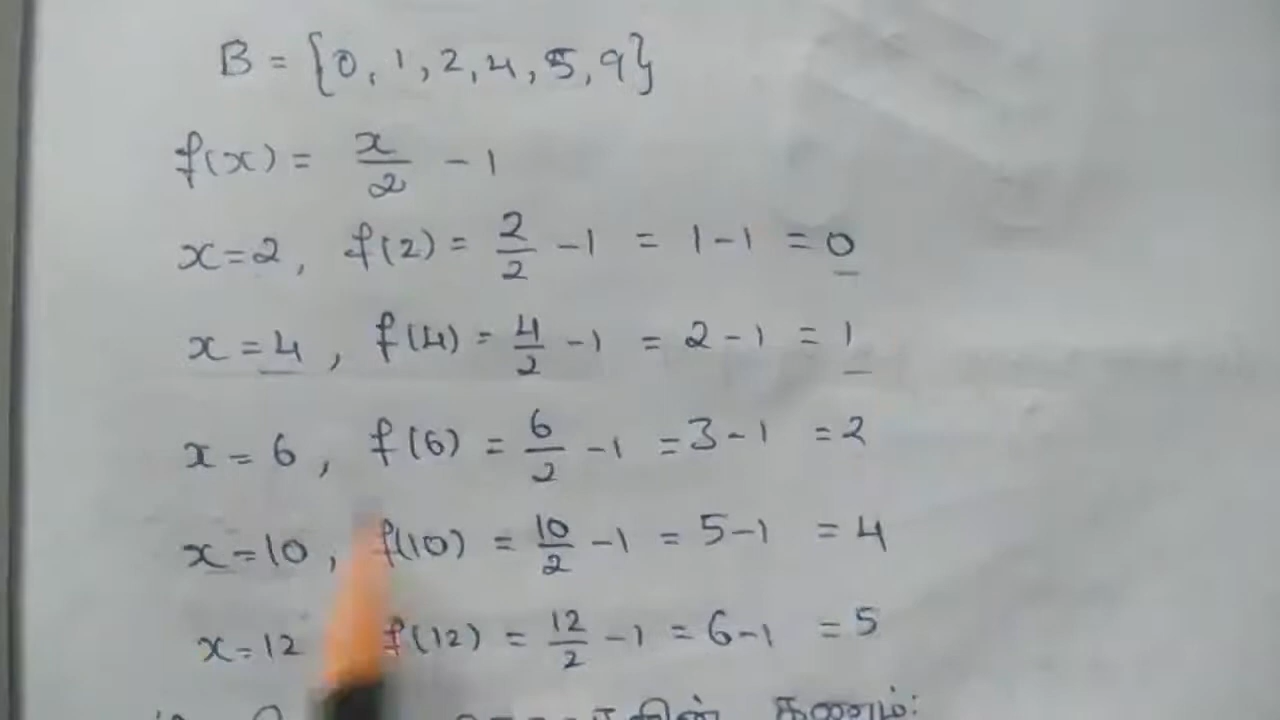 B = {0, 1, 2, 4, 5, 9}
f(x) = x/2 - 1
x=2, f(2) = 2/2 - 1 = 1-1 = 0
x=4, f(4) = 4/2 - 1 = 2-1 = 1
x=6, f(6) = 6/2 - 1 = 3-1 = 2
x=10, f(10) = 10/2 - 1 = 5-1 = 4
x=12 f(12) = 12/2 - 1 = 6-1 = 5
கணம்: